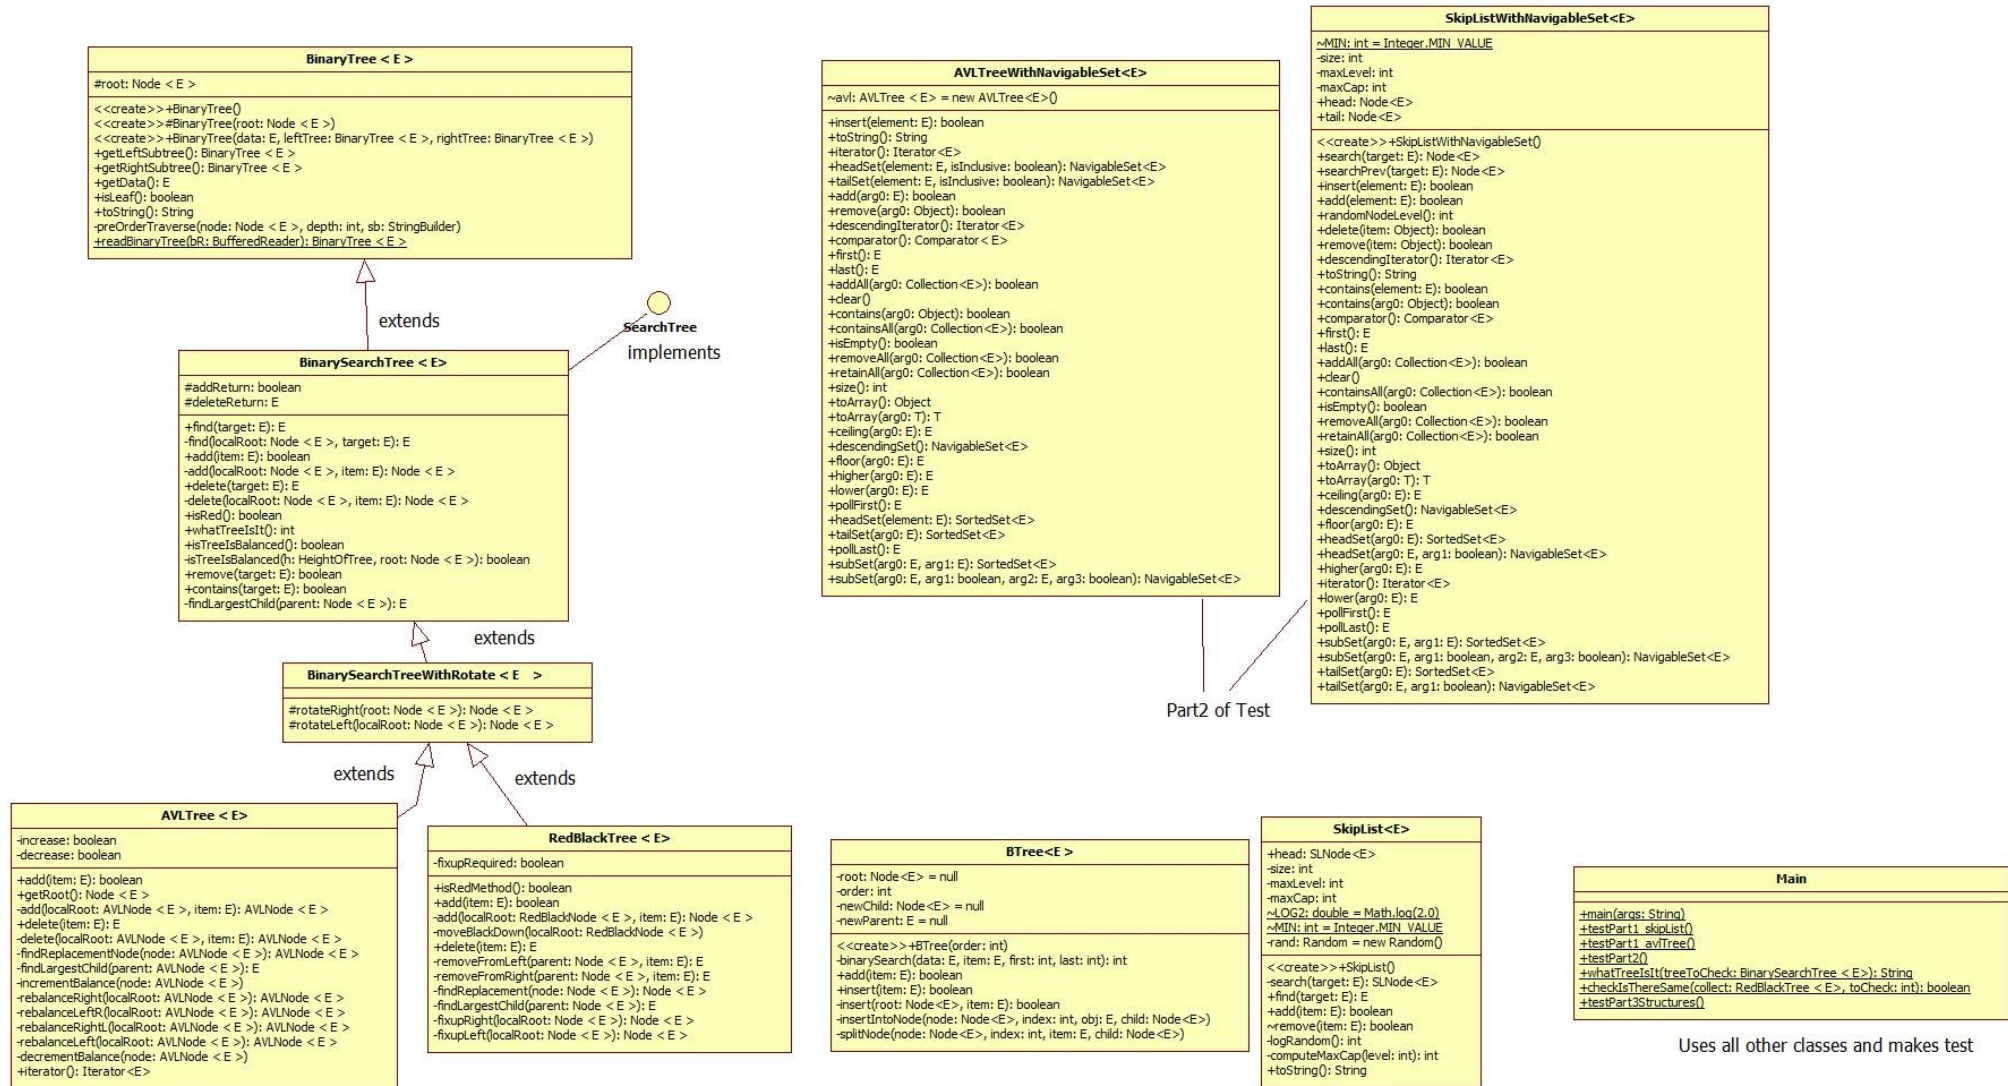 BinaryTree < E >
#root: Node < E >
<<create>>+BinaryTree()
<<create>>#BinaryTree(root: Node < E >)
<<create>>+BinaryTree(data: E, leftTree: BinaryTree < E >, rightTree: BinaryTree < E >)
+getLeftSubtree(): BinaryTree < E >
+getRightSubtree(): BinaryTree < E >
+getData(): E
+isLeaf(): boolean
+toString(): String
-preOrderTraverse(node: Node < E >, depth: int, sb: StringBuilder)
+readBinaryTree(bR: BufferedReader): BinaryTree < E >
extends
SearchTree
implements
BinarySearchTree < E>
#addReturn: boolean
#deleteReturn: E
+find(target: E): E
-find(localRoot: Node < E >, target: E): E
+add(item: E): boolean
-add(localRoot: Node < E >, item: E): Node < E >
+delete(target: E): E
-delete(localRoot: Node < E >, item: E): Node < E >
+isRed(): boolean
+whatTreeIsIt(): int
+isTreeIsBalanced(): boolean
-isTreeIsBalanced(h: HeightOfTree, root: Node < E >): boolean
+remove(target: E): boolean
+contains(target: E): boolean
-findLargestChild(parent: Node < E >): E
extends
BinarySearchTreeWithRotate < E >
#rotateRight(root: Node < E >): Node < E >
#rotateLeft(localRoot: Node < E >): Node < E >
extends
extends
AVLTree < E>
-increase: boolean
-decrease: boolean
+add(item: E): boolean
+getRoot(): Node < E >
-add(localRoot: AVLNode < E >, item: E): AVLNode < E >
+delete(item: E): E
-delete(localRoot: AVLNode < E >, item: E): AVLNode < E >
-findReplacementNode(node: AVLNode < E >): AVLNode < E >
-findLargestChild(parent: AVLNode < E >): E
-incrementBalance(node: AVLNode < E >)
-rebalanceRight(localRoot: AVLNode < E >): AVLNode < E >
-rebalanceLeftR(localRoot: AVLNode < E >): AVLNode < E >
-rebalanceRightL(localRoot: AVLNode < E >): AVLNode < E >
-rebalanceLeft(localRoot: AVLNode < E >): AVLNode < E >
-decrementBalance(node: AVLNode < E >)
+iterator(): Iterator<E>
RedBlackTree < E>
-fixupRequired: boolean
+isRedMethod(): boolean
+add(item: E): boolean
-add(localRoot: RedBlackNode < E >, item: E): Node < E >
-moveBlackDown(localRoot: RedBlackNode < E >)
+delete(item: E): E
-removeFromLeft(parent: Node < E >, item: E): E
-removeFromRight(parent: Node < E >, item: E): E
-findReplacement(node: Node < E >): Node < E >
-findLargestChild(parent: Node < E >): E
-fixupRight(localRoot: Node < E >): Node < E >
-fixupLeft(localRoot: Node < E >): Node < E >
AVLTreeWithNavigableSet<E>
~avl: AVLTree < E> = new AVLTree<E>()
+insert(element: E): boolean
+toString(): String
+iterator(): Iterator<E>
+headSet(element: E, isInclusive: boolean): NavigableSet<E>
+tailSet(element: E, isInclusive: boolean): NavigableSet<E>
+add(arg0: E): boolean
+remove(arg0: Object): boolean
+descendingIterator(): Iterator<E>
+comparator(): Comparator<E>
+first(): E
+last(): E
+addAll(arg0: Collection<E>): boolean
+clear()
+contains(arg0: Object): boolean
+containsAll(arg0: Collection<E>): boolean
+isEmpty(): boolean
+removeAll(arg0: Collection<E>): boolean
+retainAll(arg0: Collection<E>): boolean
+size(): int
+toArray(): Object
+toArray(arg0: T): T
+ceiling(arg0: E): E
+descendingSet(): NavigableSet<E>
+floor(arg0: E): E
+higher(arg0: E): E
+lower(arg0: E): E
+pollFirst(): E
+headSet(element: E): SortedSet<E>
+tailSet(element: E): SortedSet<E>
+pollLast(): E
+subSet(arg0: E, arg1: E): SortedSet<E>
+subSet(arg0: E, arg1: boolean, arg2: E, arg3: boolean): NavigableSet<E>
SkipListWithNavigableSet<E>
~MIN: int = Integer.MIN_VALUE
-size: int
-maxLevel: int
-maxCap: int
+head: Node<E>
+tail: Node<E>
<<create>>+SkipListWithNavigableSet()
+search(target: E): Node<E>
+searchPrev(target: E): Node<E>
+insert(element: E): boolean
+add(element: E): boolean
+randomNodeLevel(): int
+delete(item: Object): boolean
+remove(item: Object): boolean
+descendingIterator(): Iterator<E>
+toString(): String
+contains(element: E): boolean
+contains(arg0: Object): boolean
+comparator(): Comparator<E>
+first(): E
+last(): E
+addAll(arg0: Collection<E>): boolean
+clear()
+containsAll(arg0: Collection<E>): boolean
+isEmpty(): boolean
+removeAll(arg0: Collection<E>): boolean
+retainAll(arg0: Collection<E>): boolean
+size(): int
+toArray(): Object
+toArray(arg0: T): T
+ceiling(arg0: E): E
+descendingSet(): NavigableSet<E>
+floor(arg0: E): E
+headSet(arg0: E): SortedSet<E>
+headSet(arg0: E, arg1: boolean): NavigableSet<E>
+higher(arg0: E): E
+iterator(): Iterator<E>
+lower(arg0: E): E
+pollFirst(): E
+pollLast(): E
+subSet(arg0: E, arg1: E): SortedSet<E>
+subSet(arg0: E, arg1: boolean, arg2: E, arg3: boolean): NavigableSet<E>
+tailSet(arg0: E): SortedSet<E>
+tailSet(arg0: E, arg1: boolean): NavigableSet<E>
Part2 of Test
BTree<E >
-root: Node<E> = null
-order: int
-newChild: Node<E> = null
-newParent: E = null
<<create>>+BTree(order: int)
-binarySearch(data: E, item: E, first: int, last: int): int
+add(item: E): boolean
+insert(item: E): boolean
-insert(root: Node<E>, item: E): boolean
-insertIntoNode(node: Node<E>, index: int, obj: E, child: Node<E>)
-splitNode(node: Node<E>, index: int, item: E, child: Node<E>)
SkipList<E>
+head: SLNode<E>
-size: int
-maxLevel: int
-maxCap: int
~LOG2: double = Math.log(2.0)
~MIN: int = Integer.MIN_VALUE
-rand: Random = new Random()
<<create>>+SkipList()
-search(target: E): SLNode<E>
+find(target: E): E
+add(item: E): boolean
~remove(item: E): boolean
-logRandom(): int
-computeMaxCap(level: int): int
+toString(): String
Main
+main(args: String)
+testPart1_skipList()
+testPart1_avlTree()
+testPart2()
+whatTreeIsIt(treeToCheck: BinarySearchTree < E>): String
+checkIsThereSame(collect: RedBlackTree < E>, toCheck: int): boolean
+testPart3Structures()
Uses all other classes and makes test